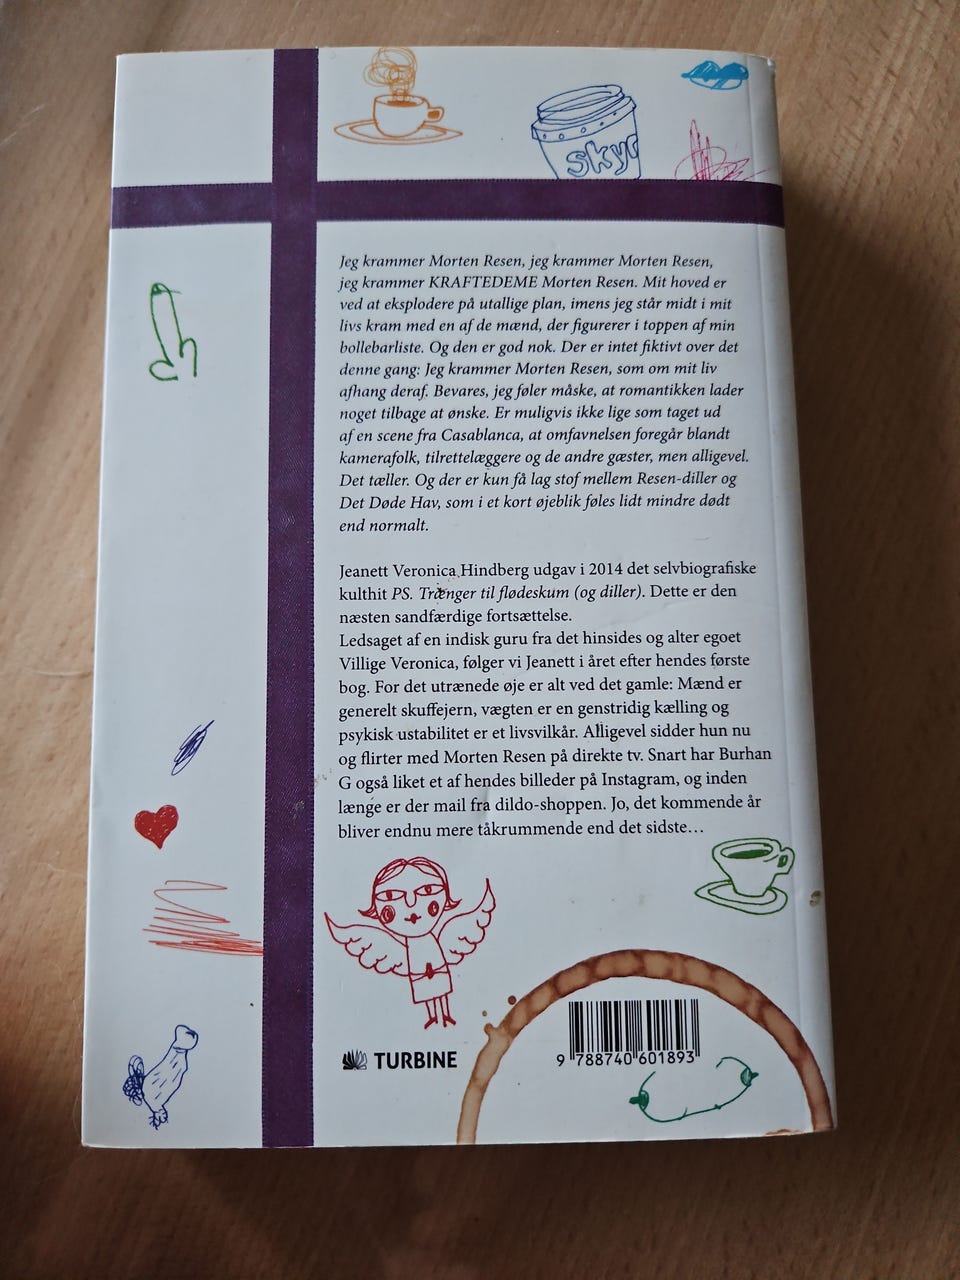 skyr
Jeg krammer Morten Resen, jeg krammer Morten Resen,
jeg krammer KRAFTEDEME Morten Resen. Mit hoved er
ved at eksplodere på utallige plan, imens jeg står midt i mit
livs kram med en af de mænd, der figurerer i toppen af min
bollebarliste. Og den er god nok. Der er intet fiktivt over det
denne gang: Jeg krammer Morten Resen, som om mit liv
afhang deraf. Bevares, jeg føler måske, at romantikken lader
noget tilbage at ønske. Er muligvis ikke lige som taget ud
af en scene fra Casablanca, at omfavnelsen foregår blandt
kamerafolk, tilrettelæggere og de andre gæster, men alligevel.
Det tæller. Og der er kun få lag stof mellem Resen-diller og
Det Døde Hav, som i et kort øjeblik føles lidt mindre dødt
end normalt.
Jeanett Veronica Hindberg udgav i 2014 det selvbiografiske
kulthit PS. Trænger til flødeskum (og diller). Dette er den
næsten sandfærdige fortsættelse.
Ledsaget af en indisk guru fra det hinsides og alter egoet
Villige Veronica, følger vi Jeanett i året efter hendes første
bog. For det utrænede øje er alt ved det gamle: Mænd er
generelt skuffejern, vægten er en genstridig kælling og
psykisk ustabilitet er et livsvilkår. Alligevel sidder hun nu
og flirter med Morten Resen på direkte tv. Snart har Burhan
G også liket et af hendes billeder på Instagram, og inden
længe er der mail fra dildo-shoppen. Jo, det kommende år
bliver endnu mere tåkrummende end det sidste…
TURBINE
9 788740 601893